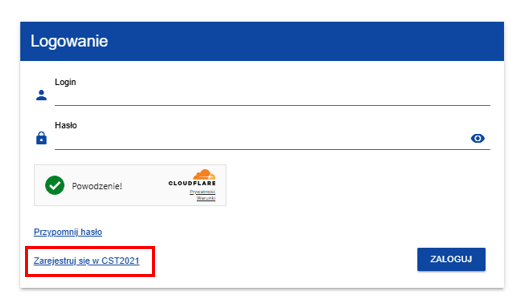 Logowanie
Login
Hasło
Powodzenie!
CLOUDFLARE
Prywatność
Warunki
Przypomnij hasło
Zarejestruj się w CST2021
ZALOGUJ